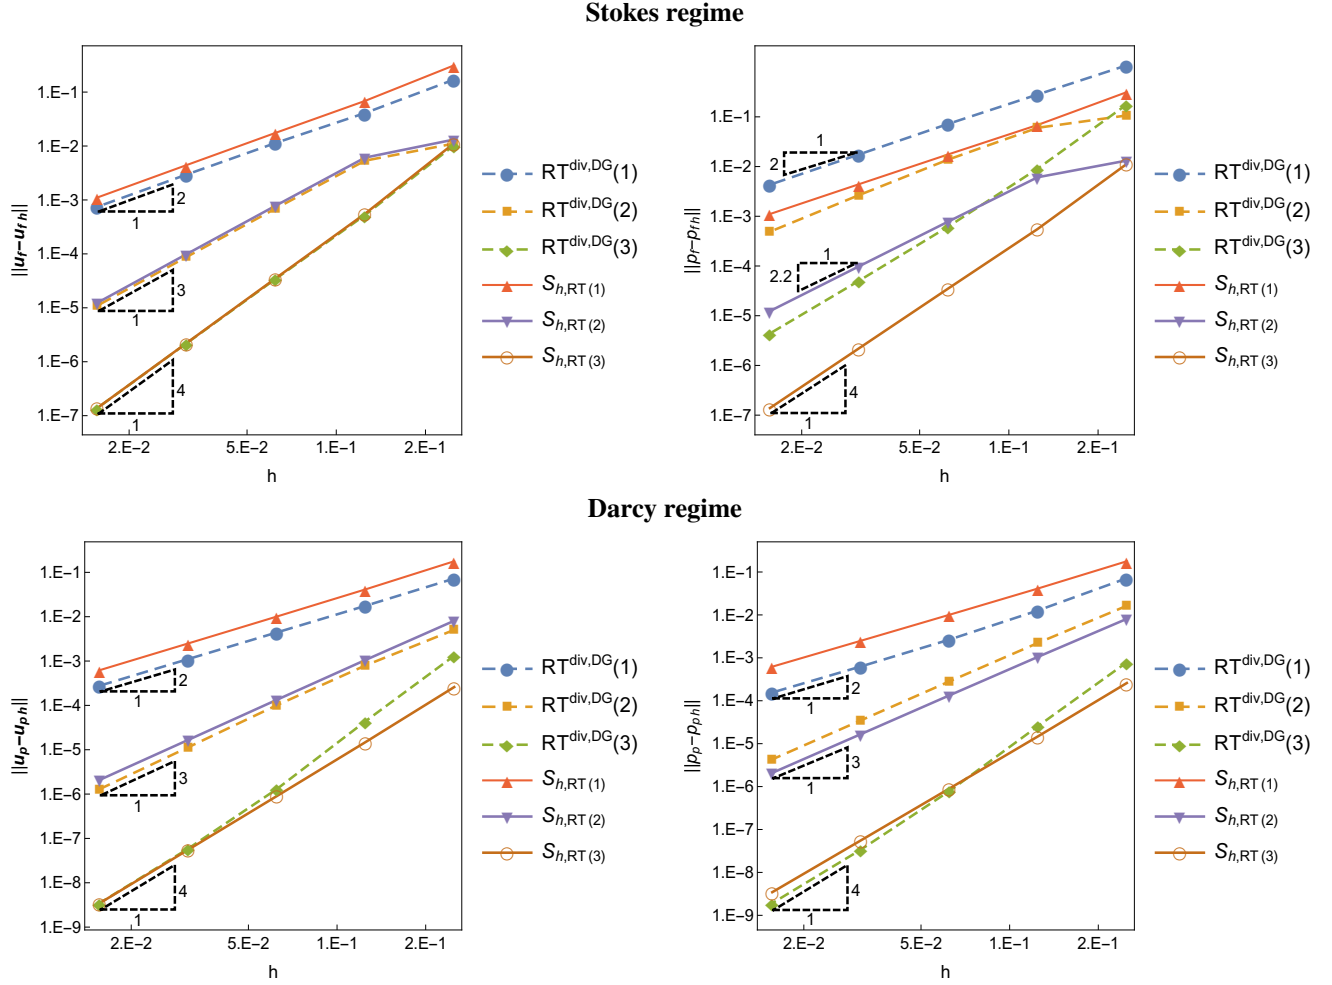 Stokes regime
1.E−1
1.E−2
1.E−3
1.E−4
1.E−5
1.E−6
1.E−7
||u_f−u_fh||
2
1
3
1
4
1
2.E−2 5.E−2 1.E−1 2.E−1
h
RT^div,DG(1)
RT^div,DG(2)
RT^div,DG(3)
S_h,RT(1)
S_h,RT(2)
S_h,RT(3)
1.E−1
1.E−2
1.E−3
1.E−4
1.E−5
1.E−6
1.E−7
||p_f−p_fh||
1
2
1
2.2
4
1
2.E−2 5.E−2 1.E−1 2.E−1
h
RT^div,DG(1)
RT^div,DG(2)
RT^div,DG(3)
S_h,RT(1)
S_h,RT(2)
S_h,RT(3)
Darcy regime
1.E−1
1.E−2
1.E−3
1.E−4
1.E−5
1.E−6
1.E−7
1.E−8
1.E−9
||u_p−u_ph||
2
1
3
1
4
1
2.E−2 5.E−2 1.E−1 2.E−1
h
RT^div,DG(1)
RT^div,DG(2)
RT^div,DG(3)
S_h,RT(1)
S_h,RT(2)
S_h,RT(3)
1.E−1
1.E−2
1.E−3
1.E−4
1.E−5
1.E−6
1.E−7
1.E−8
1.E−9
||p_p−p_ph||
2
1
3
1
4
1
2.E−2 5.E−2 1.E−1 2.E−1
h
RT^div,DG(1)
RT^div,DG(2)
RT^div,DG(3)
S_h,RT(1)
S_h,RT(2)
S_h,RT(3)